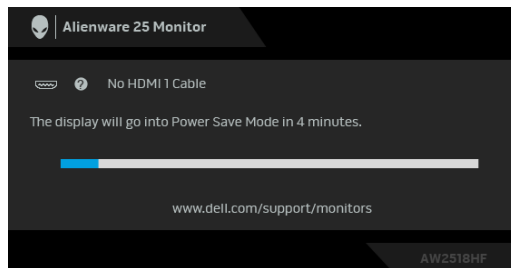 Alienware 25 Monitor
? No HDMI 1 Cable
The display will go into Power Save Mode in 4 minutes.
www.dell.com/support/monitors
AW2518HF